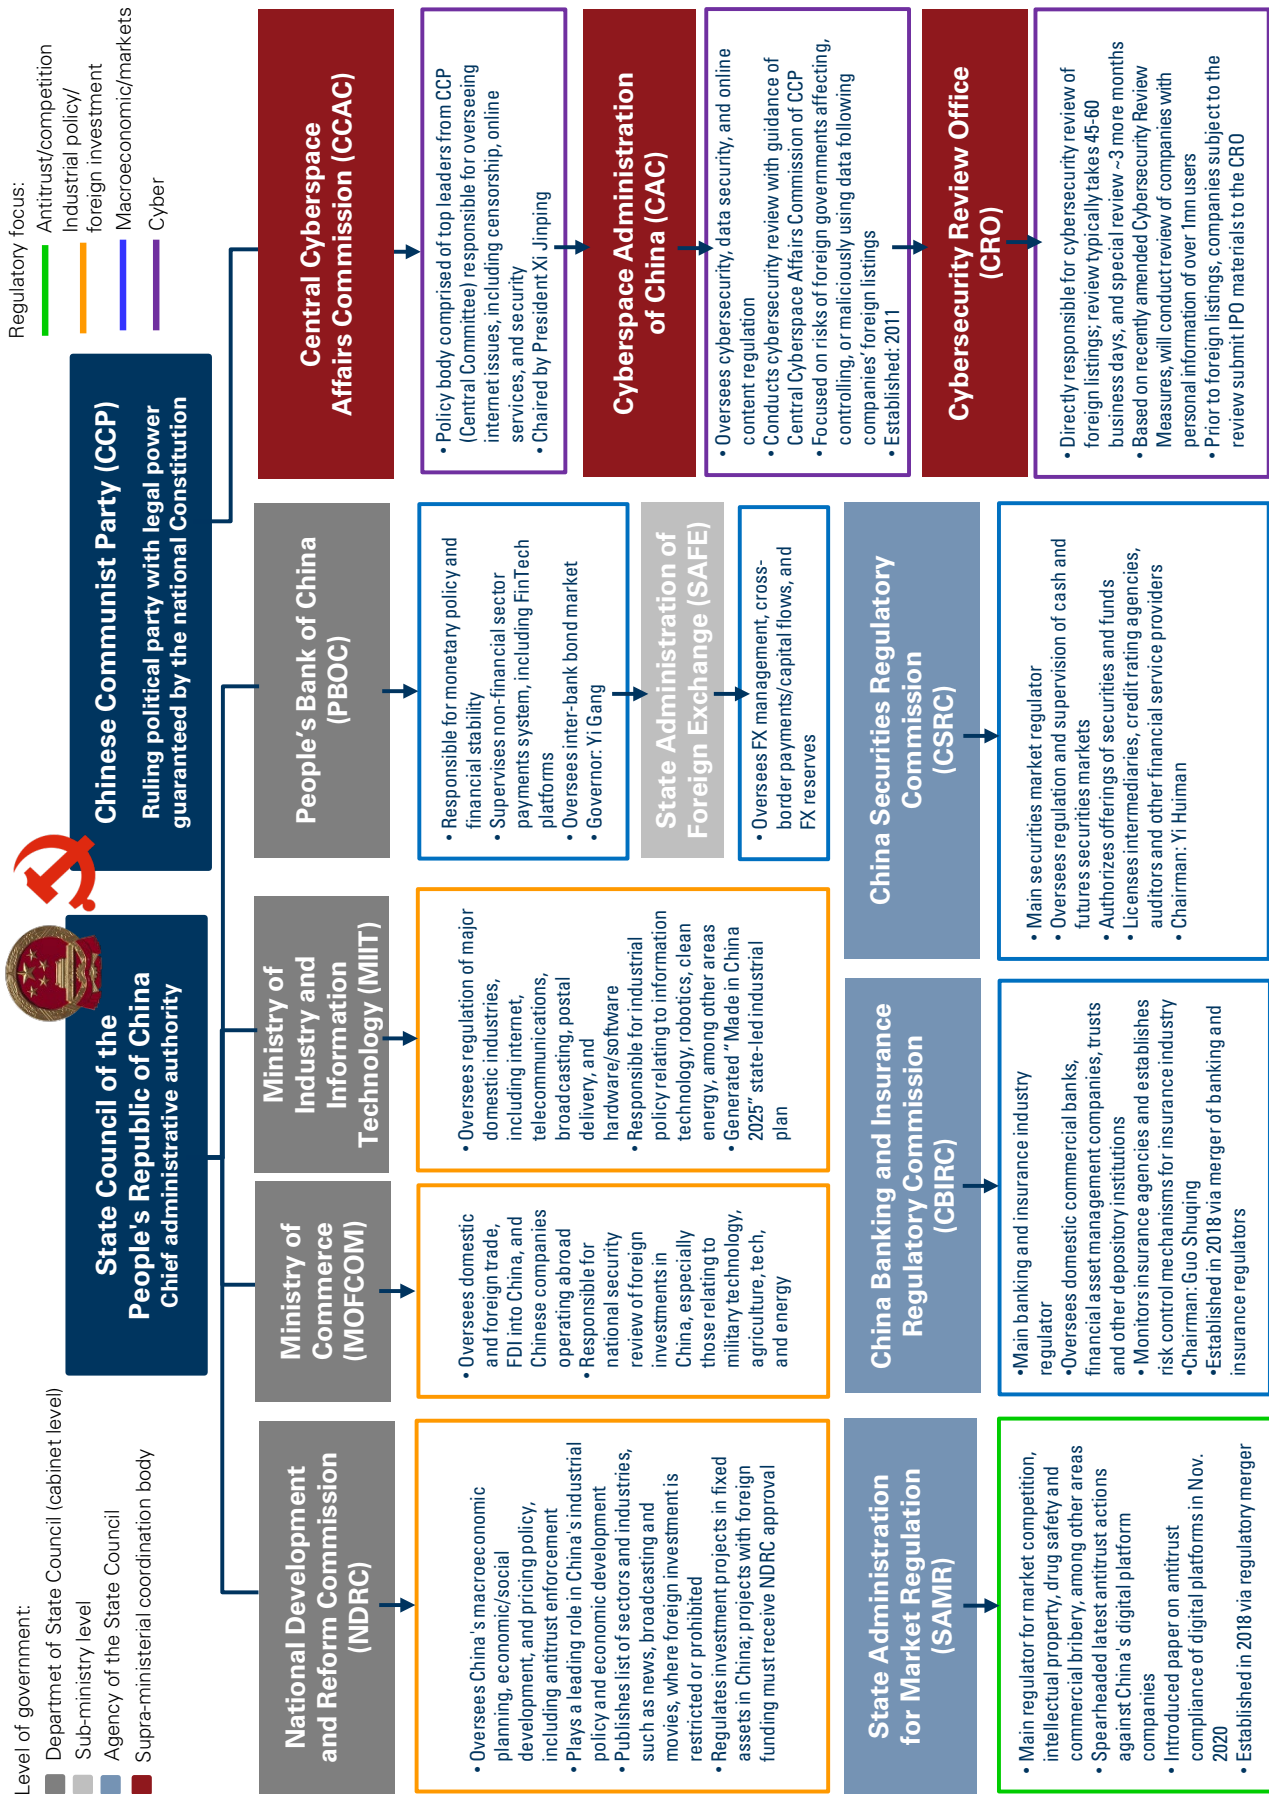 Level of government:
Departmnet of State Council (cabinet level)
Sub-ministry level
Agency of the State Council
Supra-ministerial coordination body
State Council of the
People's Republic of China
Chief administrative authority
Chinese Communist Party (CCP)
Ruling political party with legal power
guaranteed by the national Constitution
Regulatory focus:
Antitrust/competition
Industrial policy/
foreign investment
Macroeconomic/markets
Cyber
National Development
and Reform Commission
(NDRC)
• Oversees China's macroeconomic
planning, economic/social
development, and pricing policy,
including antitrust enforcement
• Plays a leading role in China's industrial
policy and economic development
• Publishes list of sectors and industries,
such as news, broadcasting and
movies, where foreign investment is
restricted or prohibited
• Regulates investment projects in fixed
assets in China; projects with foreign
funding must receive NDRC approval
Ministry of
Commerce
(MOFCOM)
• Oversees domestic
and foreign trade,
FDI into China, and
Chinese companies
operating abroad
• Responsible for
national security
review of foreign
investments in
China, especially
those relating to
military technology,
agriculture, tech,
and energy
Ministry of
Industry and
Information
Technology (MIIT)
• Oversees regulation of major
domestic industries,
including internet,
telecommunications,
broadcasting, postal
delivery, and
hardware/software
• Responsible for industrial
policy relating to information
technology, robotics, clean
energy, among other areas
• Generated "Made in China
2025" state-led industrial
plan
People's Bank of China
(PBOC)
• Responsible for monetary policy and
financial stability
• Supervises non-financial sector
payments system, including FinTech
platforms
• Oversees inter-bank bond market
• Governor: Yi Gang
State Administration of
Foreign Exchange (SAFE)
• Oversees FX management, cross-
border payments/capital flows, and
FX reserves
Central Cyberspace
Affairs Commission (CCAC)
• Policy body comprised of top leaders from CCP
(Central Committee) responsible for overseeing
internet issues, including censorship, online
services, and security
• Chaired by President Xi Jinping
Cyberspace Administration
of China (CAC)
• Oversees cybersecurity, data security, and online
content regulation
• Conducts cybersecurity review with guidance of
Central Cyberspace Affairs Commission of CCP
• Focused on risks of foreign governments affecting,
controlling, or maliciously using data following
companies' foreign listings
• Established: 2011
Cybersecurity Review Office
(CRO)
• Directly responsible for cybersecurity review of
foreign listings; review typically takes 45-60
business days, and special review ~3 more months
• Based on recently amended Cybersecurity Review
Measures, will conduct review of companies with
personal information of over 1mn users
• Prior to foreign listings, companies subject to the
review submit IPO materials to the CRO
State Administration
for Market Regulation
(SAMR)
• Main regulator for market competition,
intellectual property, drug safety and
commercial bribery, among other areas
• Spearheaded latest antitrust actions
against China's digital platform
companies
• Introduced paper on antitrust
compliance of digital platforms in Nov.
2020
• Established in 2018 via regulatory merger
China Banking and Insurance
Regulatory Commission
(CBIRC)
•Main banking and insurance industry
regulator
•Oversees domestic commercial banks,
financial asset management companies, trusts
and other depository institutions
• Monitors insurance agencies and establishes
risk control mechanisms for insurance industry
• Chairman: Guo Shuqing
•Established in 2018 via merger of banking and
insurance regulators
China Securities Regulatory
Commission
(CSRC)
• Main securities market regulator
• Oversees regulation and supervision of cash and
futures securities markets
• Authorizes offerings of securities and funds
• Licenses intermediaries, credit rating agencies,
auditors and other financial service providers
• Chairman: Yi Huiman